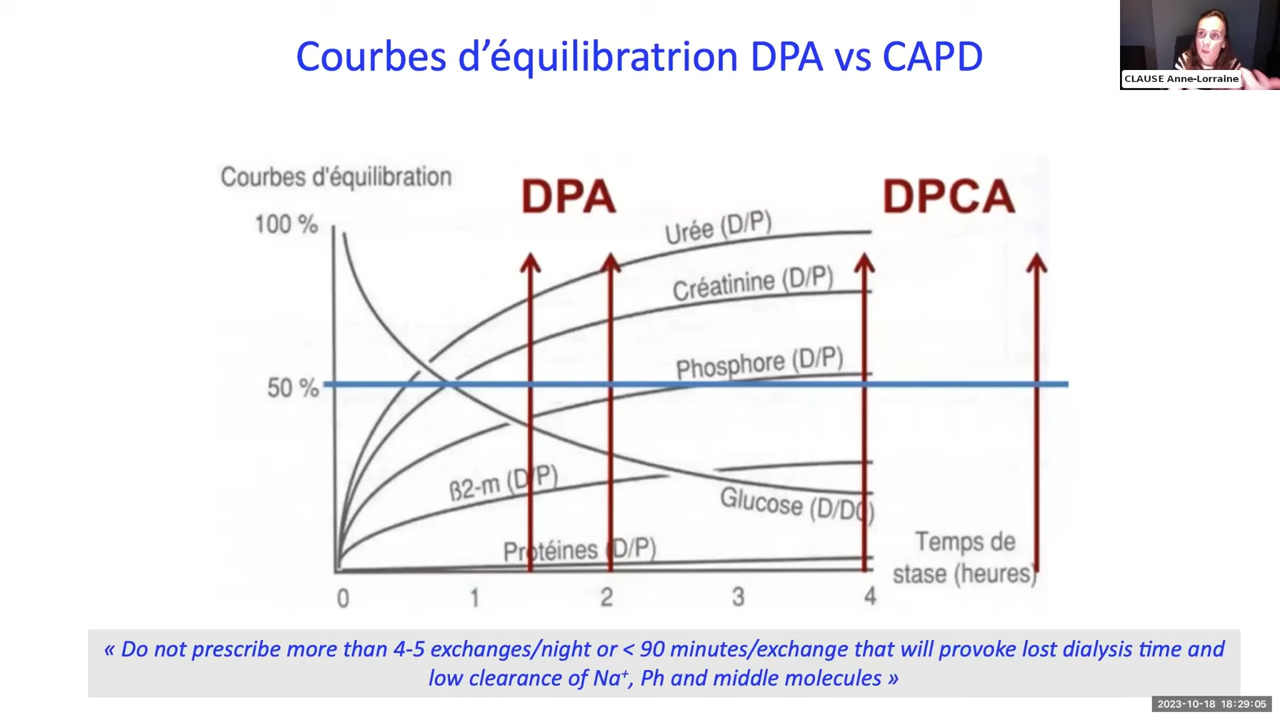 Courbes d'équilibratrion DPA vs CAPD
CLAUSE Anne-Lorraine
Courbes d'équilibration
DPA
DPCA
100 %
Urée (D/P)
Créatinine (D/P)
Phosphore (D/P)
50 %
ß2-m (D/P)
Glucose (D/D0)
Protéines (D/P)
Temps de
stase (heures)
0 1 2 3 4
« Do not prescribe more than 4-5 exchanges/night or < 90 minutes/exchange that will provoke lost dialysis time and
low clearance of Na⁺, Ph and middle molecules »
2023-10-18 18:29:05